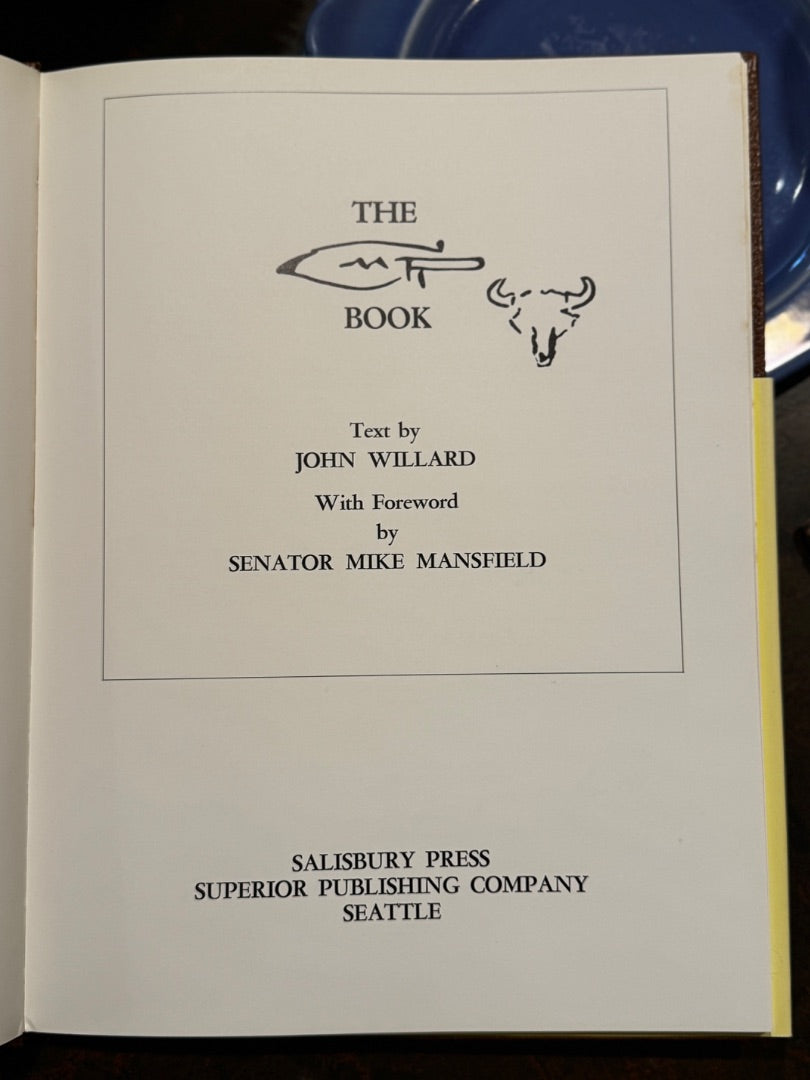 THE
BOOK
Text by
JOHN WILLARD
With Foreword
by
SENATOR MIKE MANSFIELD
SALISBURY PRESS
SUPERIOR PUBLISHING COMPANY
SEATTLE